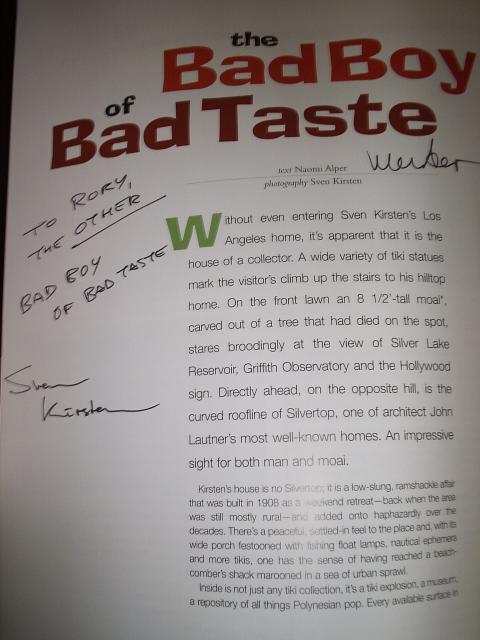 the
Bad Boy
of
Bad Taste
text Naomi Alper
photography Sven Kirsten
TO RORY,
THE OTHER
BAD BOY
OF BAD TASTE
Sven
Kirsten
Without even entering Sven Kirsten's Los
Angeles home, it's apparent that it is the
house of a collector. A wide variety of tiki statues
mark the visitor's climb up the stairs to his hilltop
home. On the front lawn an 8 1/2'-tall moai*,
carved out of a tree that had died on the spot,
stares broodingly at the view of Silver Lake
Reservoir, Griffith Observatory and the Hollywood
sign. Directly ahead, on the opposite hill, is the
curved roofline of Silvertop, one of architect John
Lautner's most well-known homes. An impressive
sight for both man and moai.
Kirsten's house is no Silvertop; it is a low-slung, ramshackle affair
that was built in 1908 as a weekend retreat—back when the area
was still mostly rural—and added onto haphazardly over the
decades. There's a peaceful, settled-in feel to the place and, with its
wide porch festooned with fishing float lamps, nautical ephemera
and more tikis, one has the sense of having reached a beach-
comber's shack marooned in a sea of urban sprawl.
Inside is not just any tiki collection, it's a tiki explosion, a museum,
a repository of all things Polynesian pop. Every available surface in